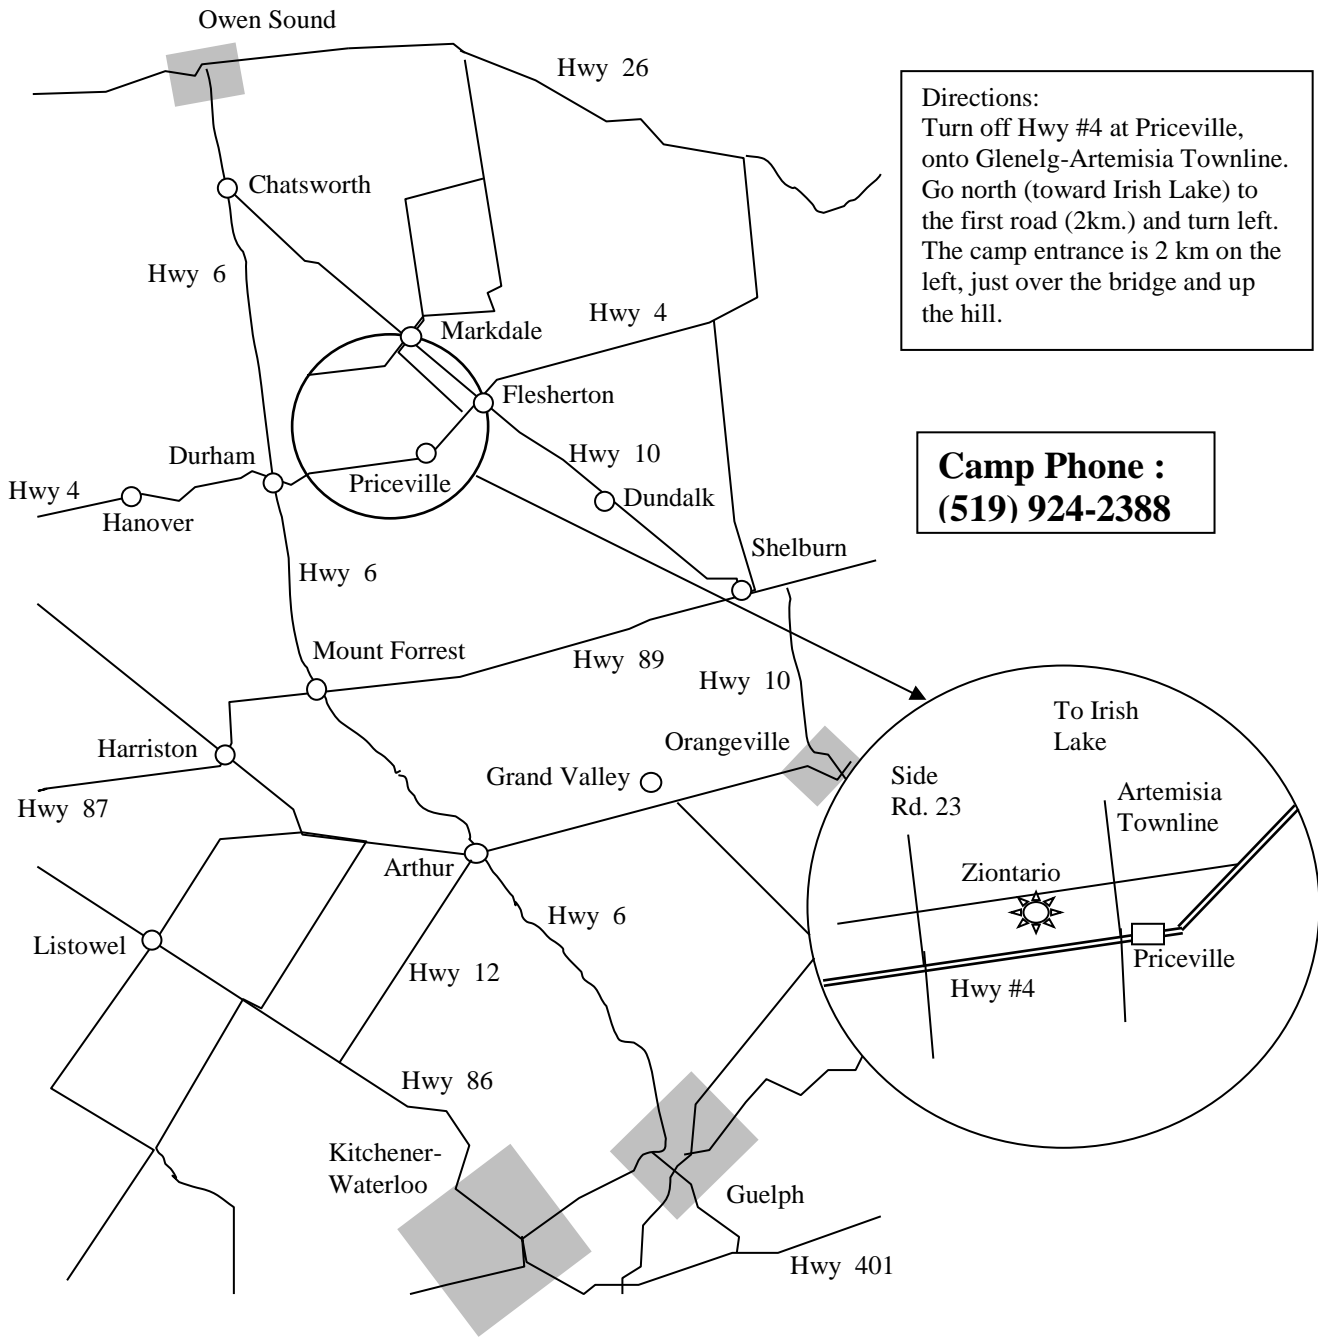 Owen Sound
Hwy 26
Directions:
Turn off Hwy #4 at Priceville,
onto Glenelg-Artemisia Townline.
Go north (toward Irish Lake) to
the first road (2km.) and turn left.
The camp entrance is 2 km on the
left, just over the bridge and up
the hill.
Chatsworth
Hwy 6
Hwy 4
Markdale
Flesherton
Durham
Hwy 10
Camp Phone :
(519) 924-2388
Hwy 4
Priceville
Dundalk
Hanover
Shelburn
Hwy 6
Mount Forrest
Hwy 89
Hwy 10
To Irish
Lake
Harriston
Orangeville
Grand Valley
Side
Rd. 23
Artemisia
Townline
Hwy 87
Arthur
Ziontario
Hwy 6
Listowel
Hwy 12
Priceville
Hwy #4
Hwy 86
Kitchener-
Waterloo
Guelph
Hwy 401